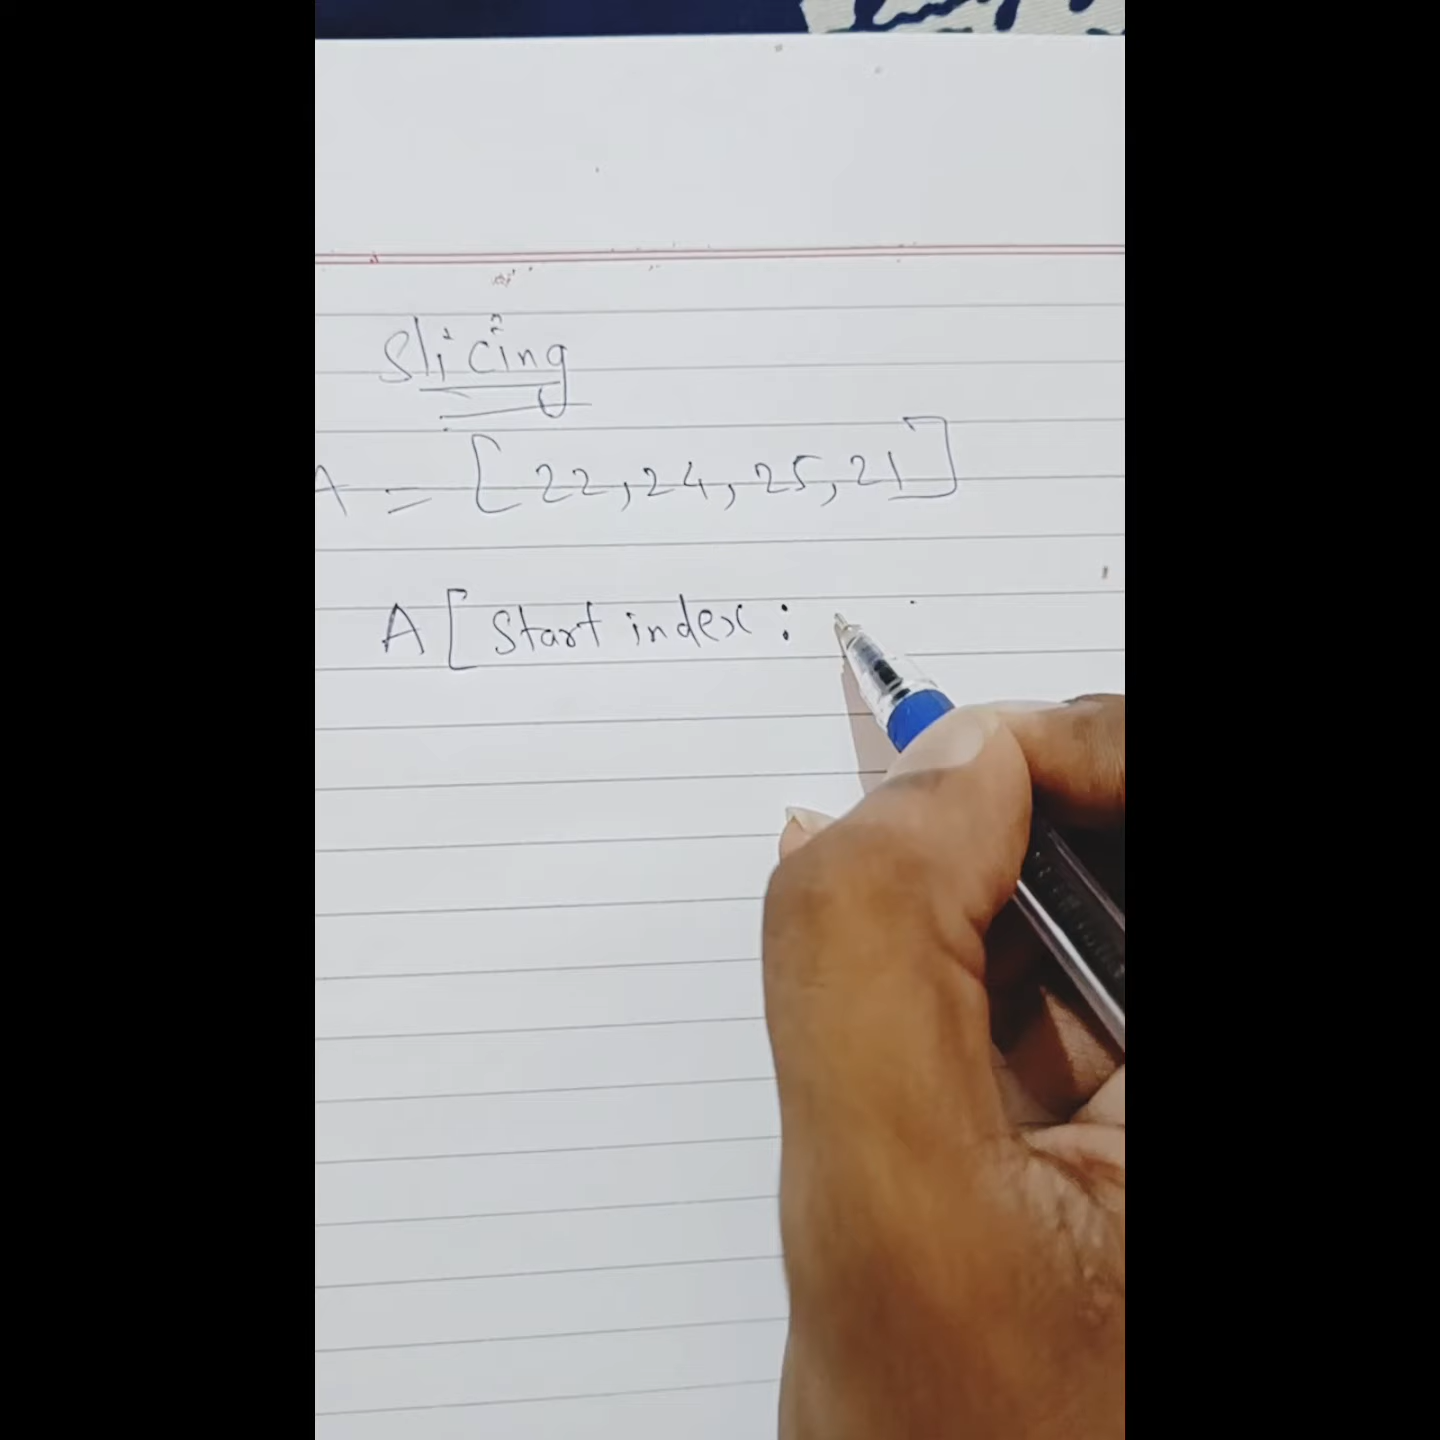 Slicing
A = [22, 24, 25, 21]
A [ Start index :